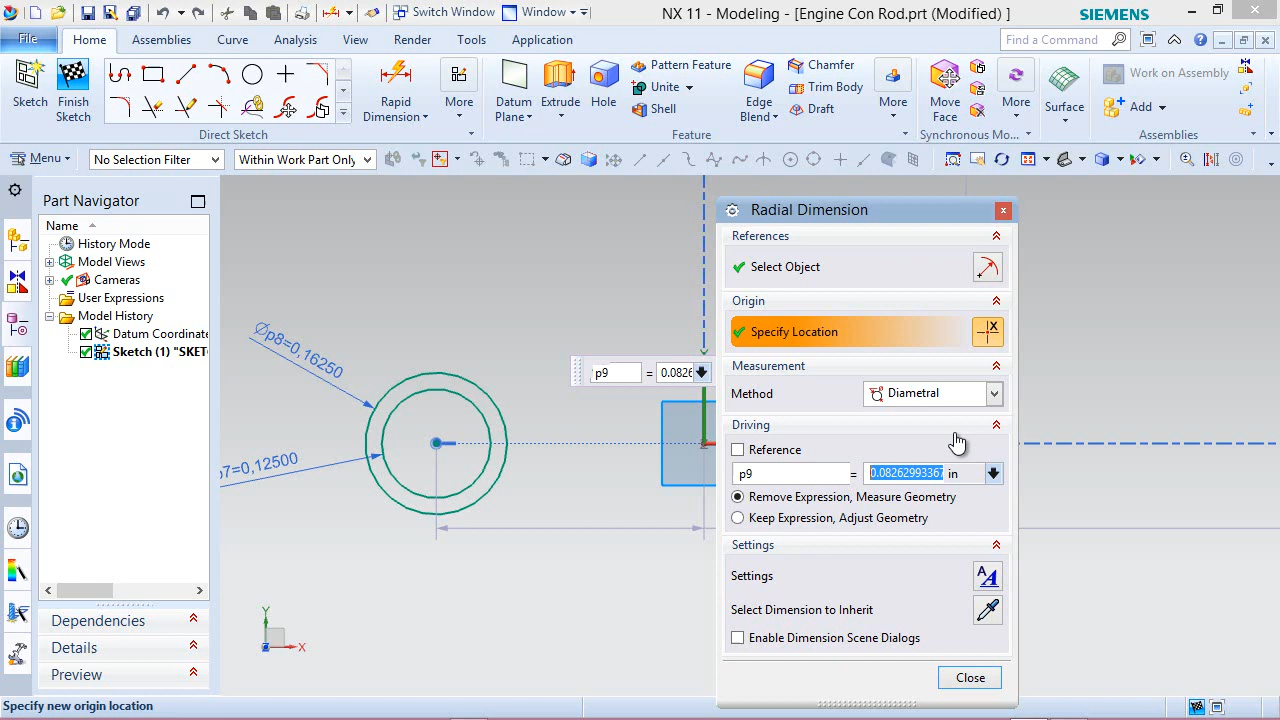 Switch Window
Window
NX 11 - Modeling - [Engine Con Rod.prt (Modified) ]
SIEMENS
File
Home
Assemblies
Curve
Analysis
View
Render
Tools
Application
Find a Command
Sketch
Finish
Sketch
Direct Sketch
Rapid
Dimension
More
Datum
Plane
Extrude
Hole
Pattern Feature
Unite
Shell
Edge
Blend
Chamfer
Trim Body
Draft
More
Feature
Move
Face
More
Synchronous Mo...
Surface
Work on Assembly
Add
Assemblies
Menu
No Selection Filter
Within Work Part Only
Part Navigator
Name
History Mode
Model Views
Cameras
User Expressions
Model History
Datum Coordinate
Sketch (1) "SKET
Dependencies
Details
Preview
Øp8=0,16250
p7=0,12500
p9 = 0.0826
Y
X
Radial Dimension
References
Select Object
Origin
Specify Location
Measurement
Method
Diametral
Driving
Reference
p9 = 0.08262993367 in
Remove Expression, Measure Geometry
Keep Expression, Adjust Geometry
Settings
Settings
Select Dimension to Inherit
Enable Dimension Scene Dialogs
Close
Specify new origin location